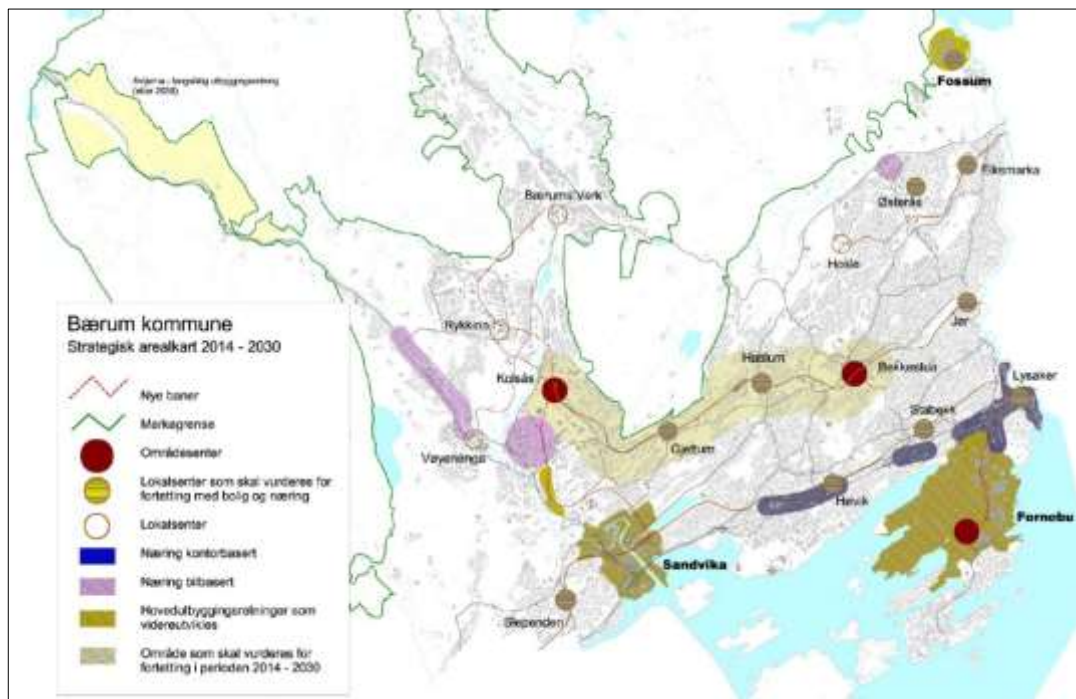 (etter 2030)
Fossum
Eiksmarka
Østerås
Bærums Verk
Hosle
Rykkinn
Jar
Haslum
Bekkestua
Kolsås
Lysaker
Stabekk
Gjettum
Vøyenenga
Høvik
Fornebu
Sandvika
Slependen
Bærum kommune
Strategisk arealkart 2014 - 2030
Nye baner
Markagrense
Områdesenter
Lokalsenter som skal vurderes for
fortetting med bolig og næring
Lokalsenter
Næring kontorbasert
Næring bilbasert
Hovedutbyggingsretninger som
videreutvikles
Område som skal vurderes for
fortetting i perioden 2014 - 2030